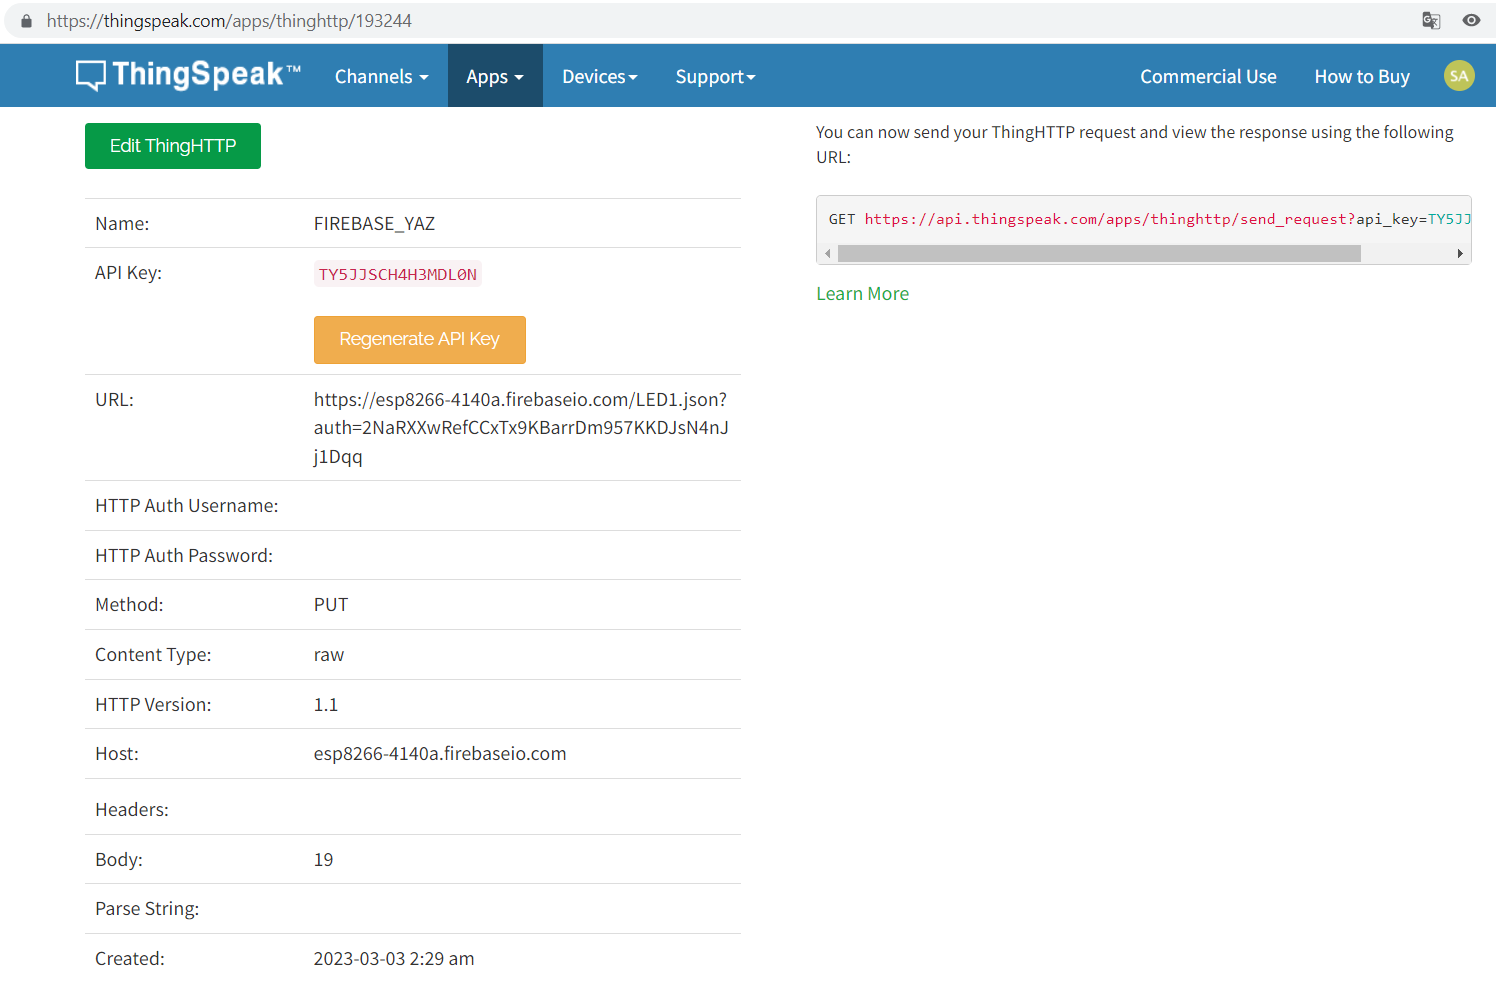 https://thingspeak.com/apps/thinghttp/193244
ThingSpeak™ Channels Apps Devices Support Commercial Use How to Buy SA
Edit ThingHTTP
Name: FIREBASE_YAZ
API Key: TY5JJSCH4H3MDL0N
Regenerate API Key
URL: https://esp8266-4140a.firebaseio.com/LED1.json?
auth=2NaRXXwRefCCxTx9KBarrDm957KKDJsN4nJ
j1Dqq
HTTP Auth Username:
HTTP Auth Password:
Method: PUT
Content Type: raw
HTTP Version: 1.1
Host: esp8266-4140a.firebaseio.com
Headers:
Body: 19
Parse String:
Created: 2023-03-03 2:29 am
You can now send your ThingHTTP request and view the response using the following
URL:
GET https://api.thingspeak.com/apps/thinghttp/send_request?api_key=TY5JJ
Learn More